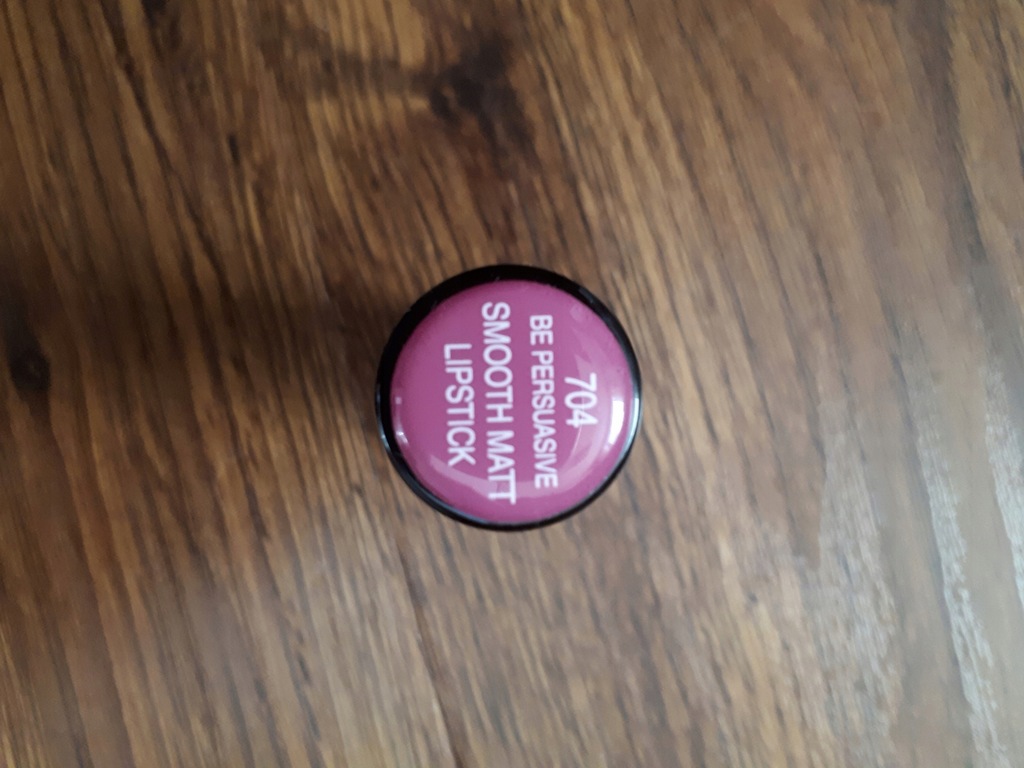 704
BE PERSUASIVE
SMOOTH MATT
LIPSTICK